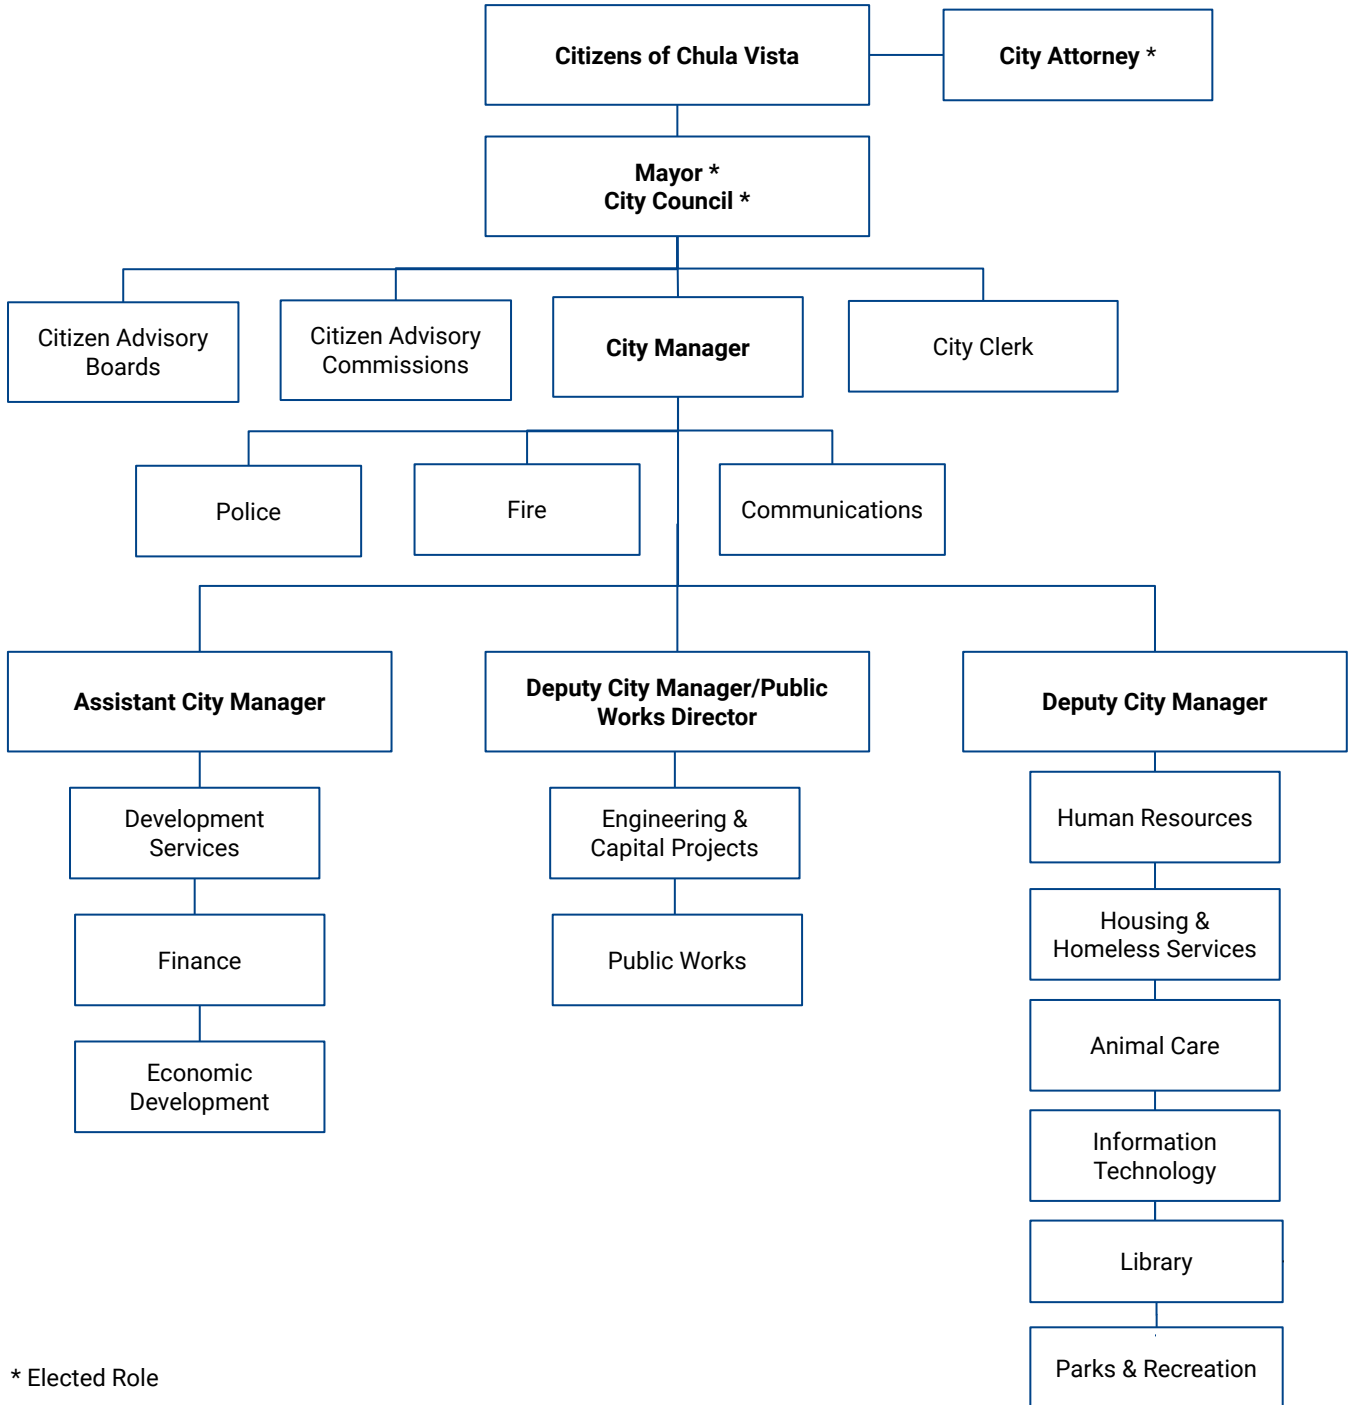 Citizens of Chula Vista
City Attorney *
Mayor *
City Council *
Citizen Advisory
Boards
Citizen Advisory
Commissions
City Manager
City Clerk
Police
Fire
Communications
Assistant City Manager
Deputy City Manager/Public
Works Director
Deputy City Manager
Development
Services
Finance
Economic
Development
Engineering &
Capital Projects
Public Works
Human Resources
Housing &
Homeless Services
Animal Care
Information
Technology
Library
Parks & Recreation
* Elected Role